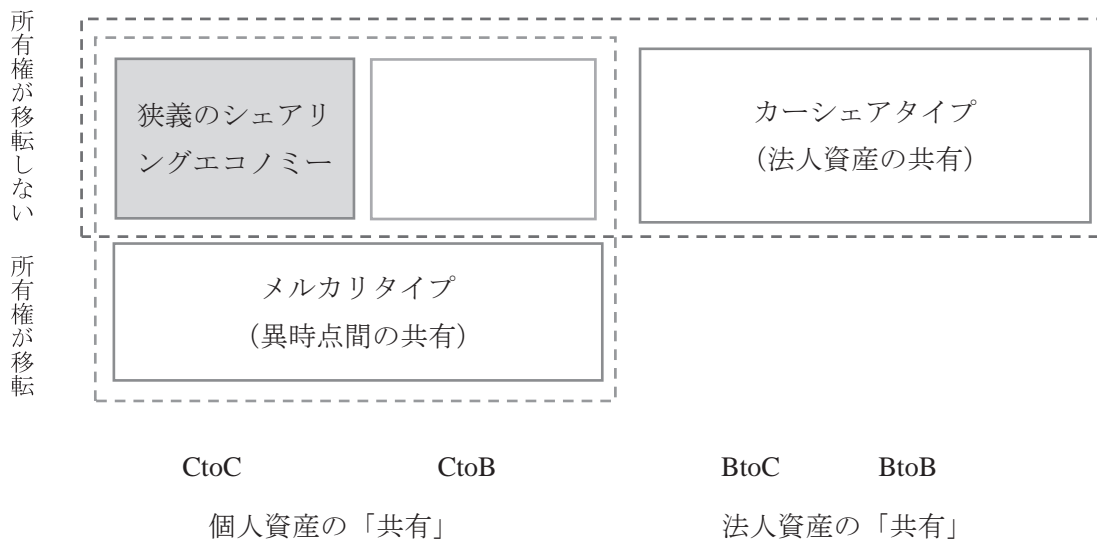 所有権が移転しない
狭義のシェアリ
ングエコノミー
カーシェアタイプ
（法人資産の共有）
所有権が移転
メルカリタイプ
（異時点間の共有）
CtoC CtoB BtoC BtoB
個人資産の「共有」 法人資産の「共有」